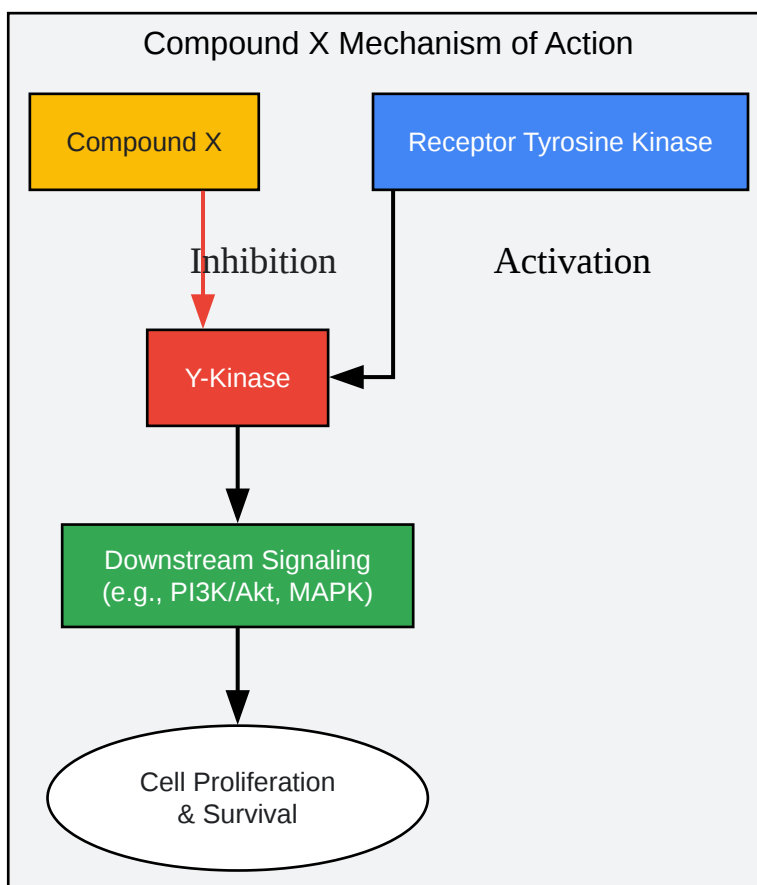 Compound X Mechanism of Action
Compound X
Receptor Tyrosine Kinase
Inhibition
Activation
Y-Kinase
Downstream Signaling
(e.g., PI3K/Akt, MAPK)
Cell Proliferation
& Survival